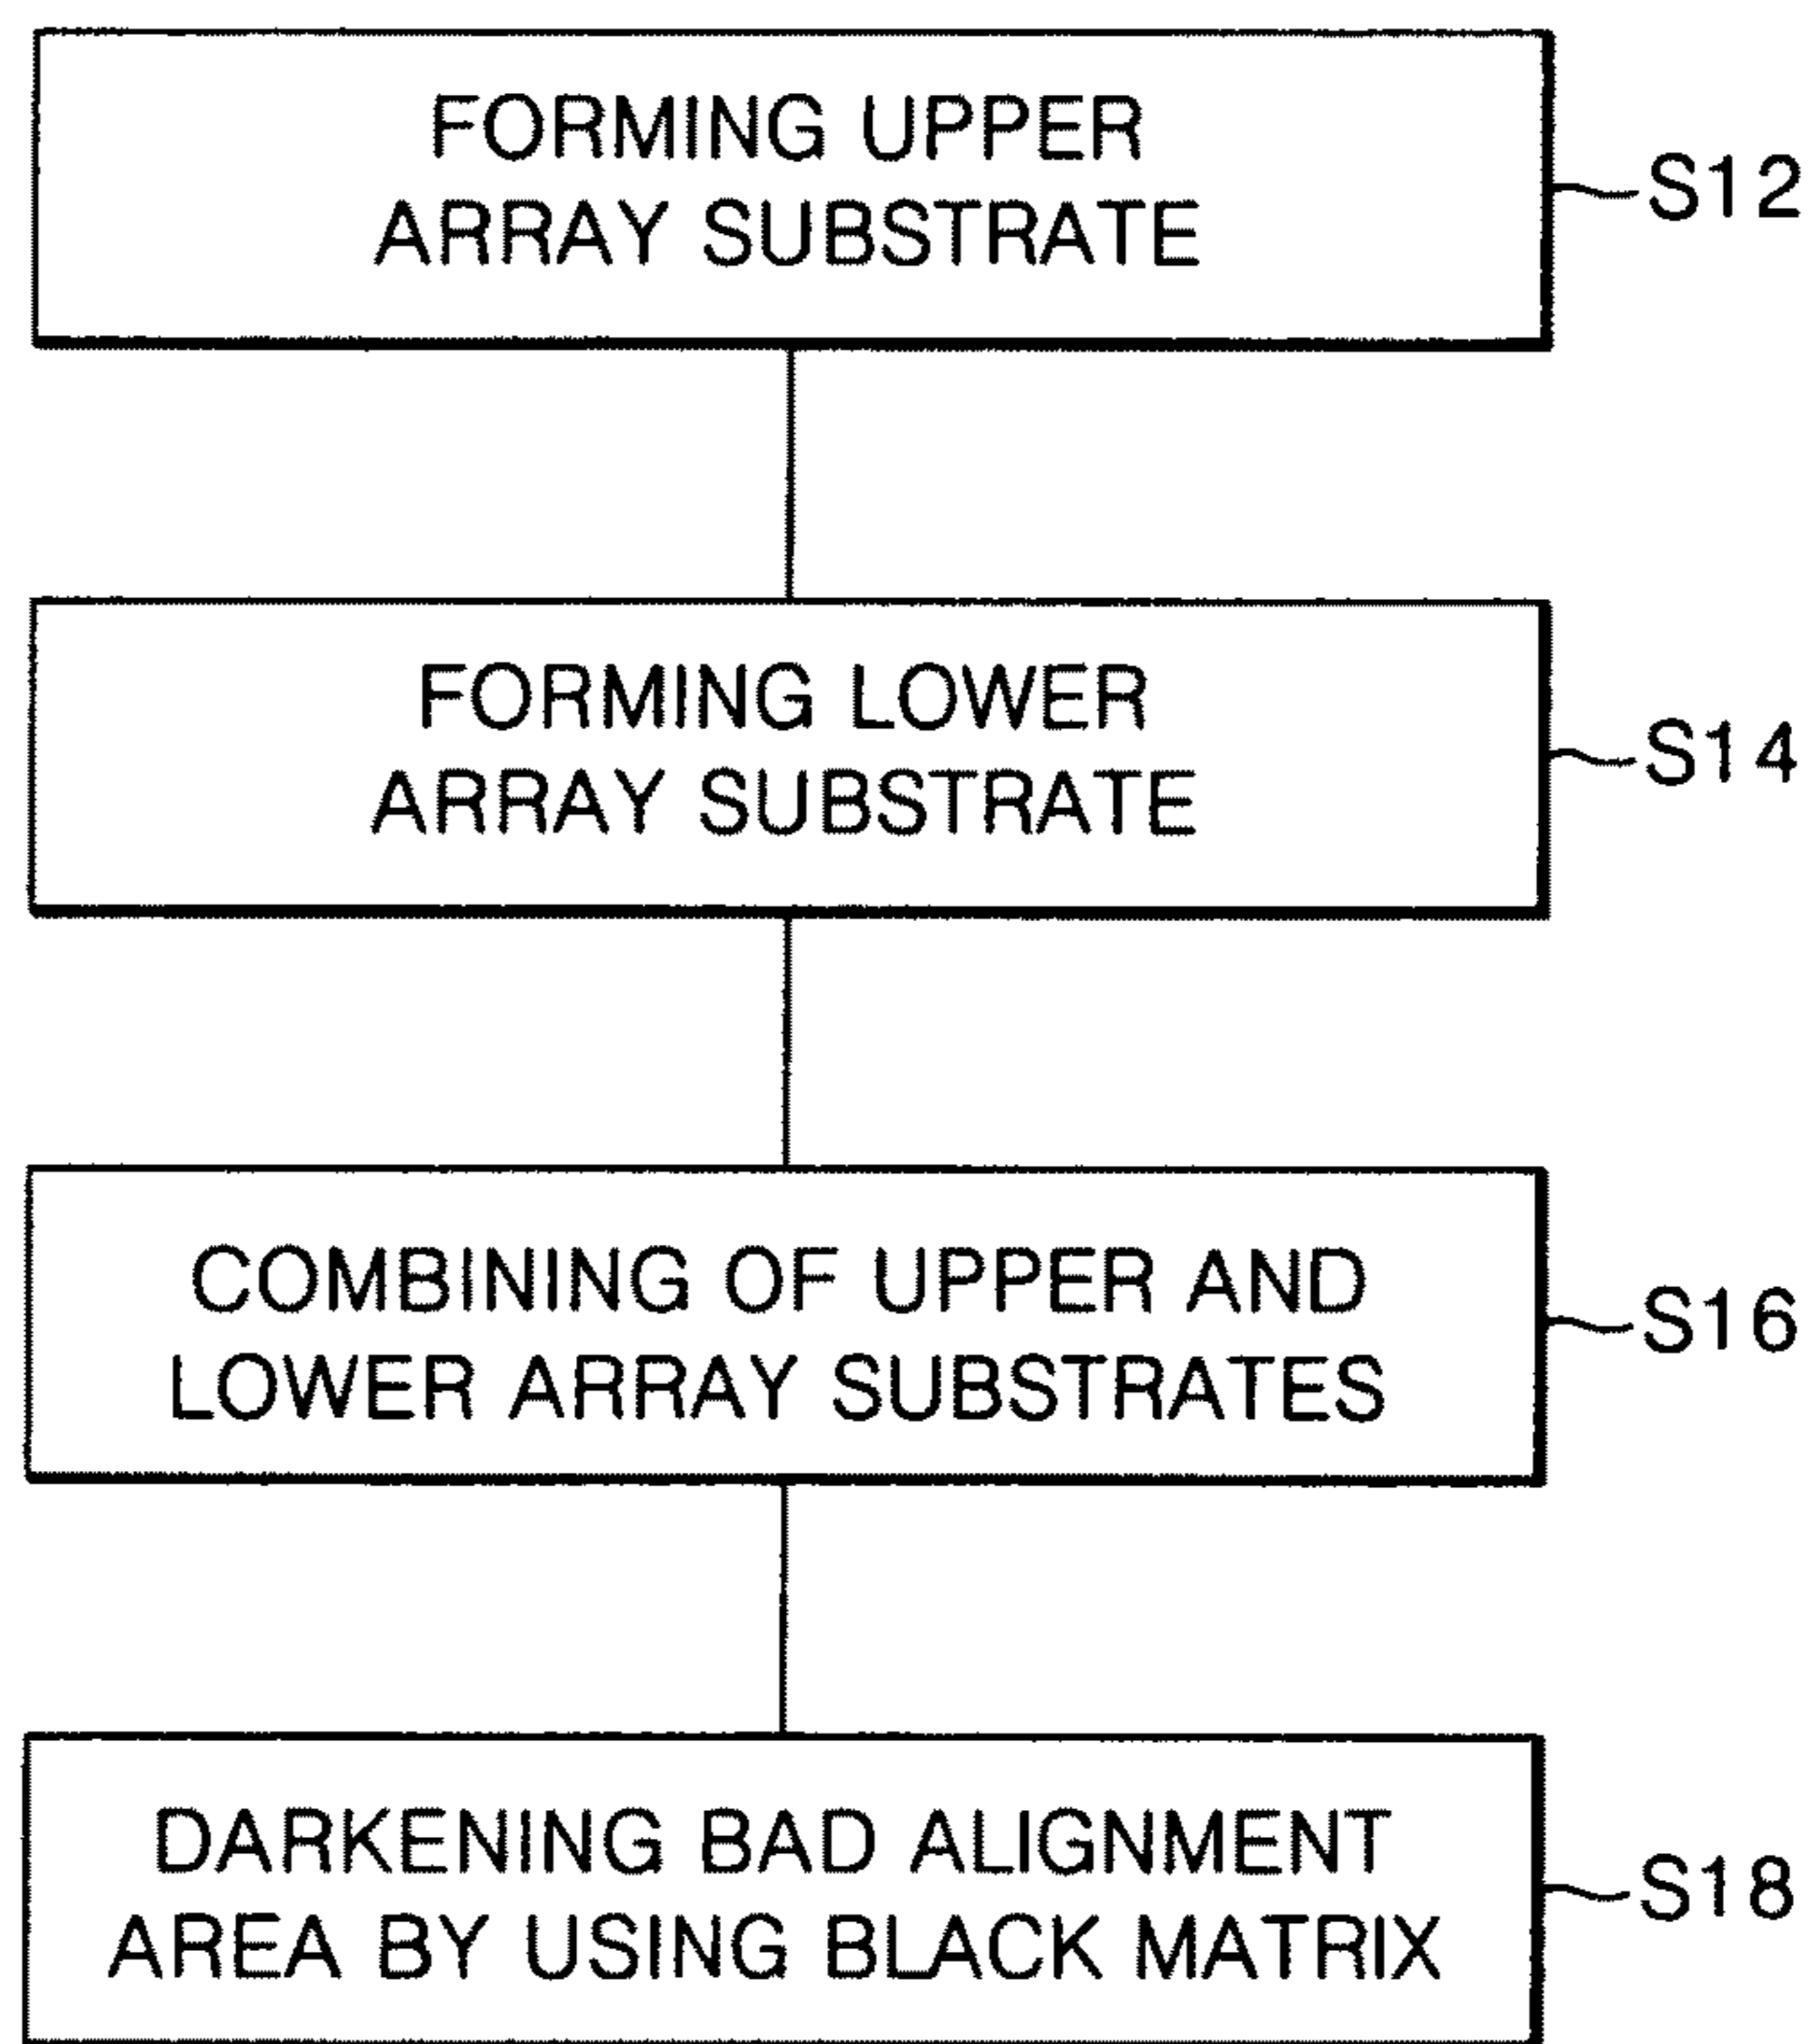 FORMING UPPER
ARRAY SUBSTRATE
S12
FORMING LOWER
ARRAY SUBSTRATE
S14
COMBINING OF UPPER AND
LOWER ARRAY SUBSTRATES
S16
DARKENING BAD ALIGNMENT
AREA BY USING BLACK MATRIX
S18